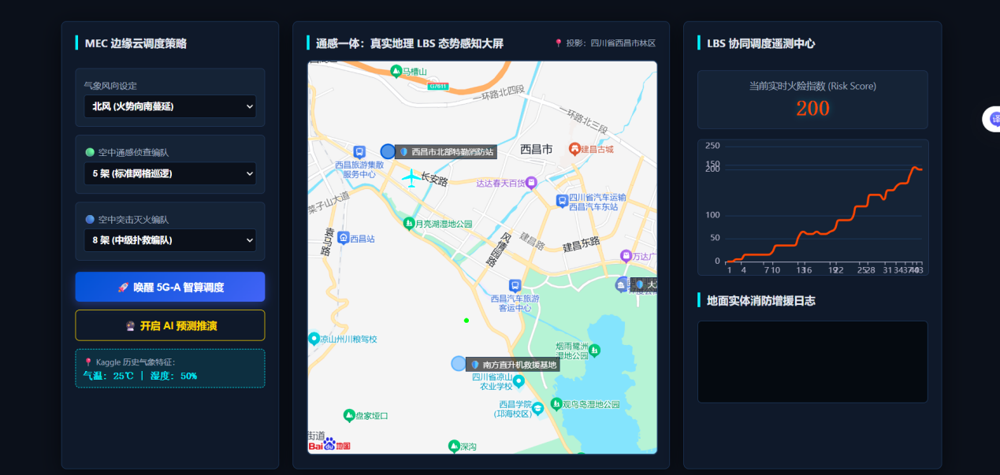 MEC 边缘云调度策略
气象风向设定
北风 (火势向南蔓延)
空中通感侦查编队
5 架 (标准网格巡逻)
空中突击灭火编队
8 架 (中级扑救编队)
🚀 唤醒 5G-A 智算调度
🔮 开启 AI 预测推演
📍 Kaggle 历史气象特征:
气温: 25℃ | 湿度: 50%
通感一体：真实地理 LBS 态势感知大屏
📍 投影：四川省西昌市林区
马槽山
G7611
一环路北四段
一环路北三段
西昌市北部特勤消防站
西昌市
建昌古城
西昌旅游集散
服务中心
长安路
达达春天百货
四川省汽车运输
西昌汽车东站
菜子山大道
月亮湖湿地公园
袁马路
西昌站
风情园路
建昌路
建昌东路
万达广
大
西昌汽车旅游
客运中心
凉山州川粮驾校
烟雨鹭洲
湿地公园
南方直升机救援基地
四川省凉山
农业学校
西昌学院
(邛海校区)
观鸟岛湿地公园
盘家垭口
街道
Bai du 地图
深沟
LBS 协同调度遥测中心
当前实时火险指数 (Risk Score)
200
250
200
150
100
50
0
1 4 7 10 13 16 19 22 25 28 31 34 37 40 43
地面实体消防增援日志
译